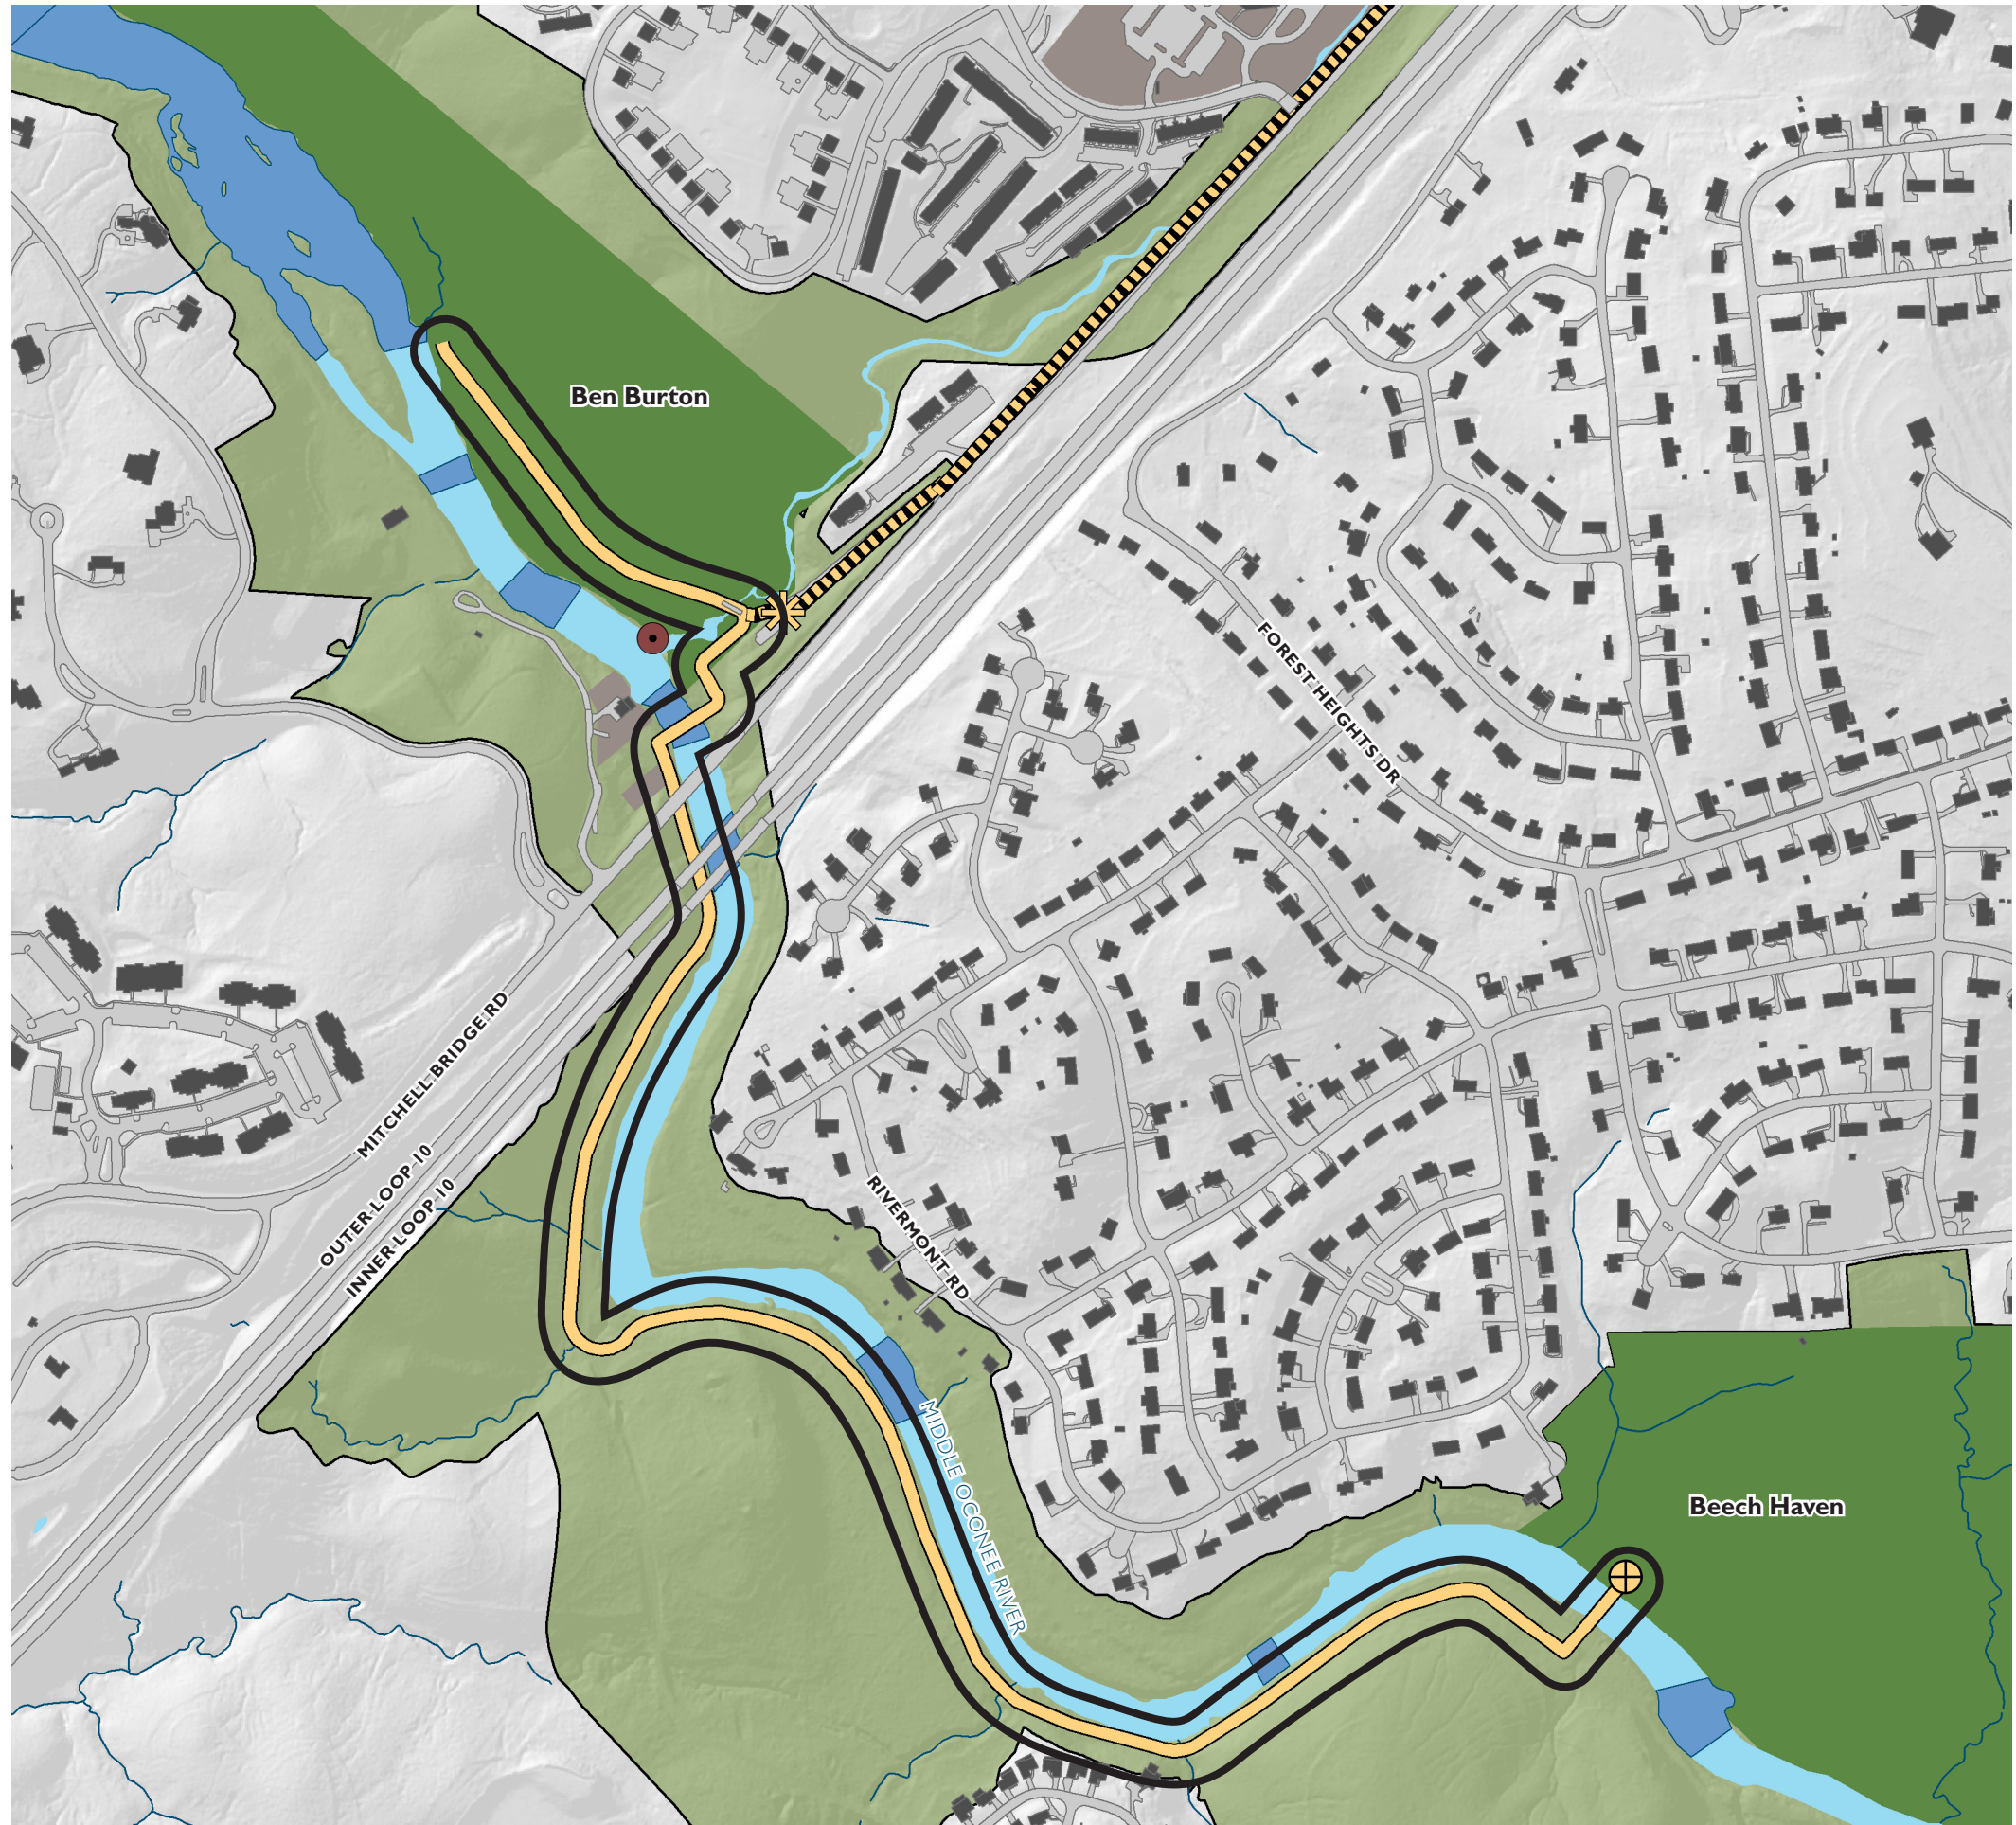 Ben Burton
FOREST HEIGHTS DR
MITCHELL BRIDGE RD
OUTER LOOP 10
INNER LOOP 10
RIVERMONT RD
MIDDLE OCONEE RIVER
Beech Haven